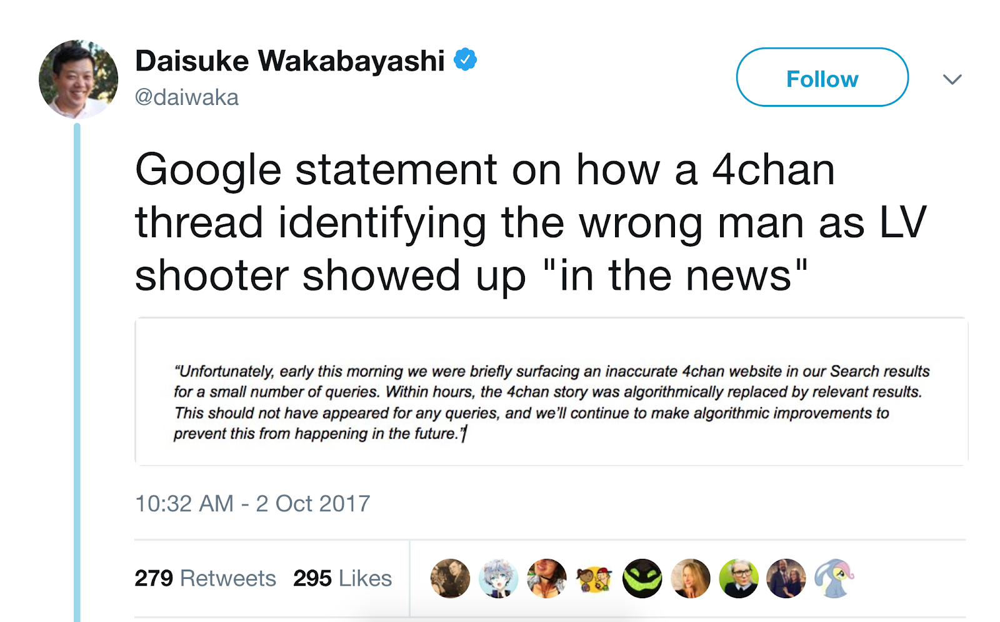 Daisuke Wakabayashi
@daiwaka
Follow
Google statement on how a 4chan
thread identifying the wrong man as LV
shooter showed up "in the news"
“Unfortunately, early this morning we were briefly surfacing an inaccurate 4chan website in our Search results
for a small number of queries. Within hours, the 4chan story was algorithmically replaced by relevant results.
This should not have appeared for any queries, and we’ll continue to make algorithmic improvements to
prevent this from happening in the future.”
10:32 AM - 2 Oct 2017
279 Retweets 295 Likes